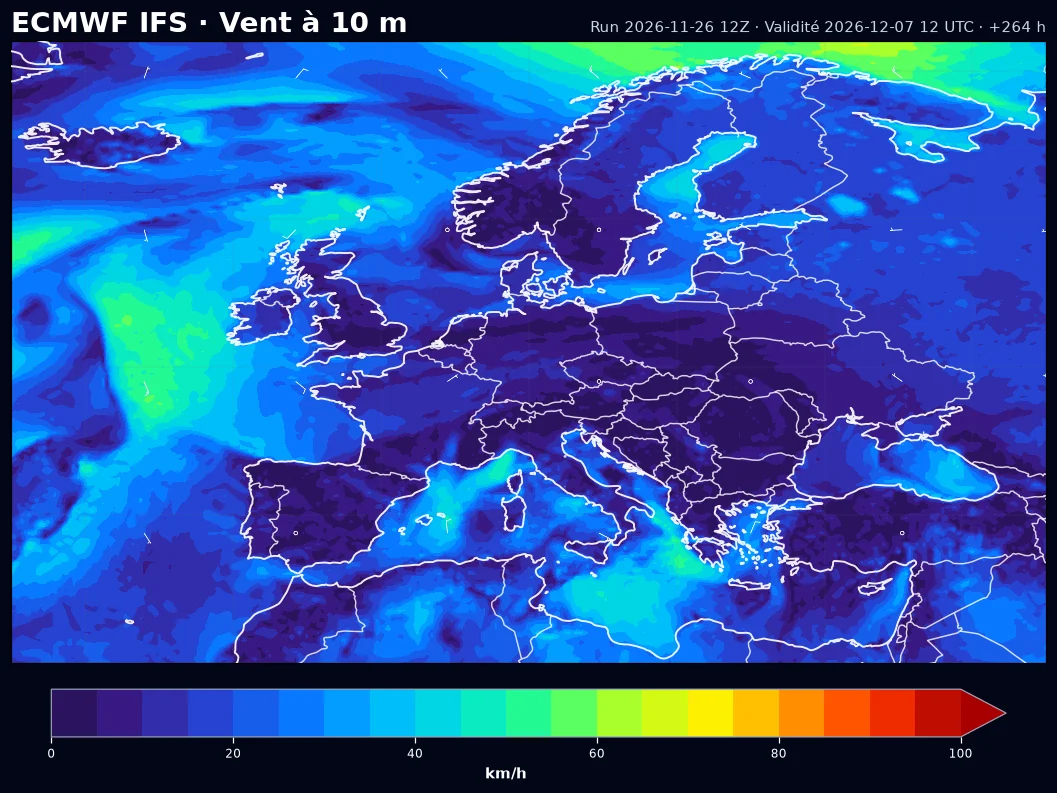 ECMWF IFS · Vent à 10 m
Run 2026-11-26 12Z · Validité 2026-12-07 12 UTC · +264 h
0 20 40 60 80 100
km/h